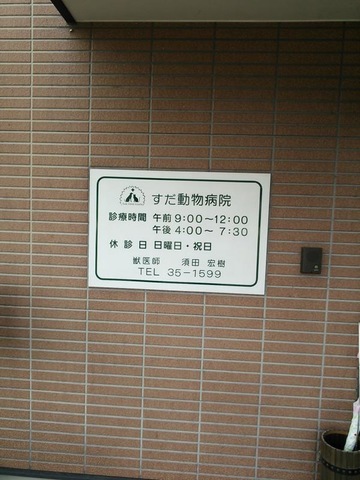 すだ動物病院
診療時間 午前 9:00～12:00
午後 4:00～ 7:30
休診日 日曜日・祝日
獣医師 須田 宏樹
TEL 35-1599